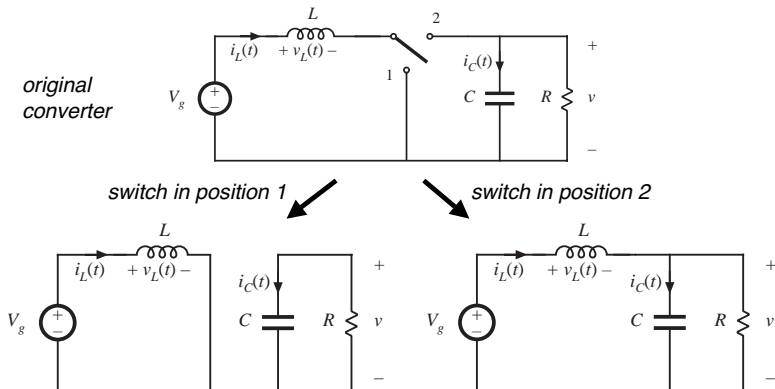 L
2
i_L(t)
+ v_L(t) −
+
original
converter
V_g
+
−
1
i_C(t)
C
R
v
−
switch in position 1
switch in position 2
L
i_L(t)
+ v_L(t) −
V_g
+
−
i_C(t)
C
R
+
v
−
L
i_L(t)
+ v_L(t) −
V_g
+
−
i_C(t)
C
R
+
v
−